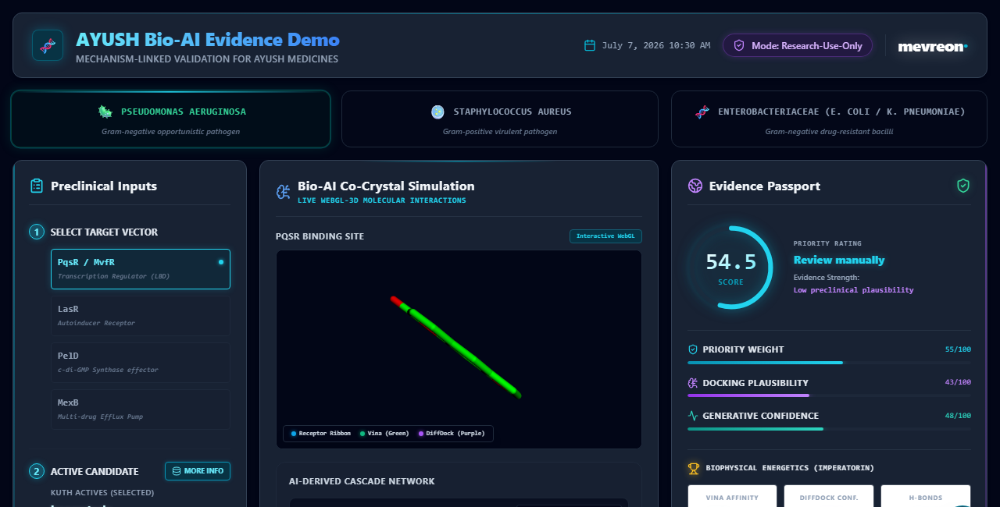 AYUSH Bio-AI Evidence Demo
MECHANISM-LINKED VALIDATION FOR AYUSH MEDICINES
July 7, 2026 10:30 AM
Mode: Research-Use-Only
mevreon
PSEUDOMONAS AERUGINOSA
Gram-negative opportunistic pathogen
STAPHYLOCOCCUS AUREUS
Gram-positive virulent pathogen
ENTEROBACTERIACEAE (E. COLI / K. PNEUMONIAE)
Gram-negative drug-resistant bacilli
Preclinical Inputs
1 SELECT TARGET VECTOR
PqsR / MvfR
Transcription Regulator (LBD)
LasR
Autoinducer Receptor
PelD
c-di-GMP Synthase effector
MexB
Multi-drug Efflux Pump
2 ACTIVE CANDIDATE
MORE INFO
KUTH ACTIVES (SELECTED)
Bio-AI Co-Crystal Simulation
LIVE WEBGL-3D MOLECULAR INTERACTIONS
PQSR BINDING SITE
Interactive WebGL
Receptor Ribbon Vina (Green) DiffDock (Purple)
AI-DERIVED CASCADE NETWORK
Evidence Passport
54.5
SCORE
PRIORITY RATING
Review manually
Evidence Strength:
Low preclinical plausibility
PRIORITY WEIGHT 55/100
DOCKING PLAUSIBILITY 43/100
GENERATIVE CONFIDENCE 48/100
BIOPHYSICAL ENERGETICS (IMPERATORIN)
VINA AFFINITY
DIFFDOCK CONF.
H-BONDS